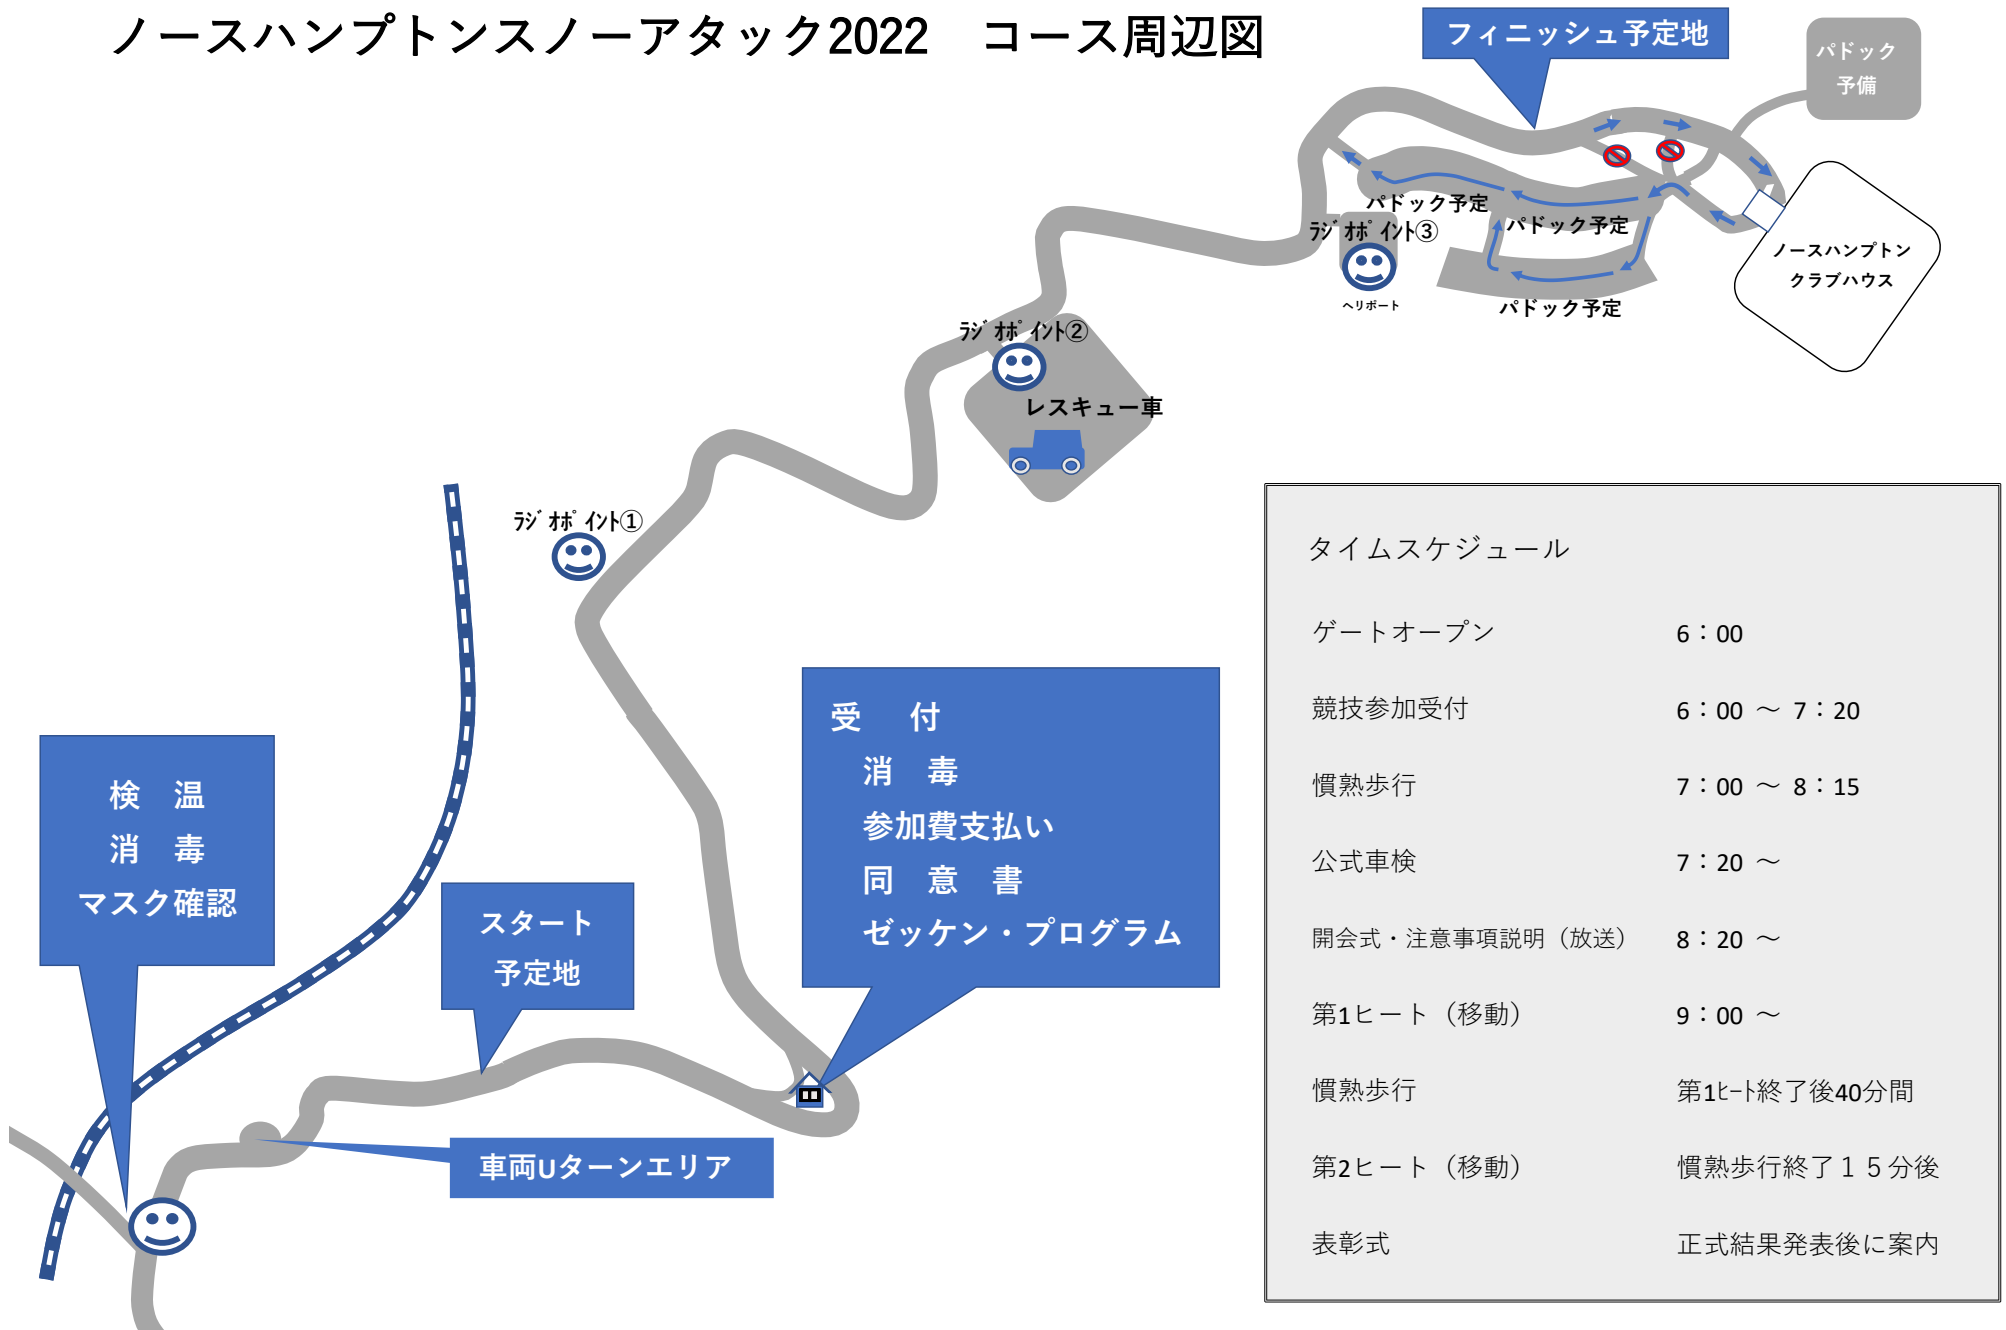 ノースハンプトンスノーアタック2022　コース周辺図
フィニッシュ予定地
パドック
予備
パドック予定
パドック予定
ﾗｼﾞｵﾎﾟｲﾝﾄ③
ノースハンプトン
クラブハウス
ヘリポート
パドック予定
ﾗｼﾞｵﾎﾟｲﾝﾄ②
レスキュー車
ﾗｼﾞｵﾎﾟｲﾝﾄ①
検　温
消　毒
マスク確認
スタート
予定地
受　付
消　毒
参加費支払い
同　意　書
ゼッケン・プログラム
車両Uターンエリア
タイムスケジュール
ゲートオープン　6：00
競技参加受付　6：00 ～ 7：20
慣熟歩行　7：00 ～ 8：15
公式車検　7：20 ～
開会式・注意事項説明（放送）　8：20 ～
第1ヒート（移動）　9：00 ～
慣熟歩行　第1ﾋｰﾄ終了後40分間
第2ヒート（移動）　慣熟歩行終了１５分後
表彰式　正式結果発表後に案内